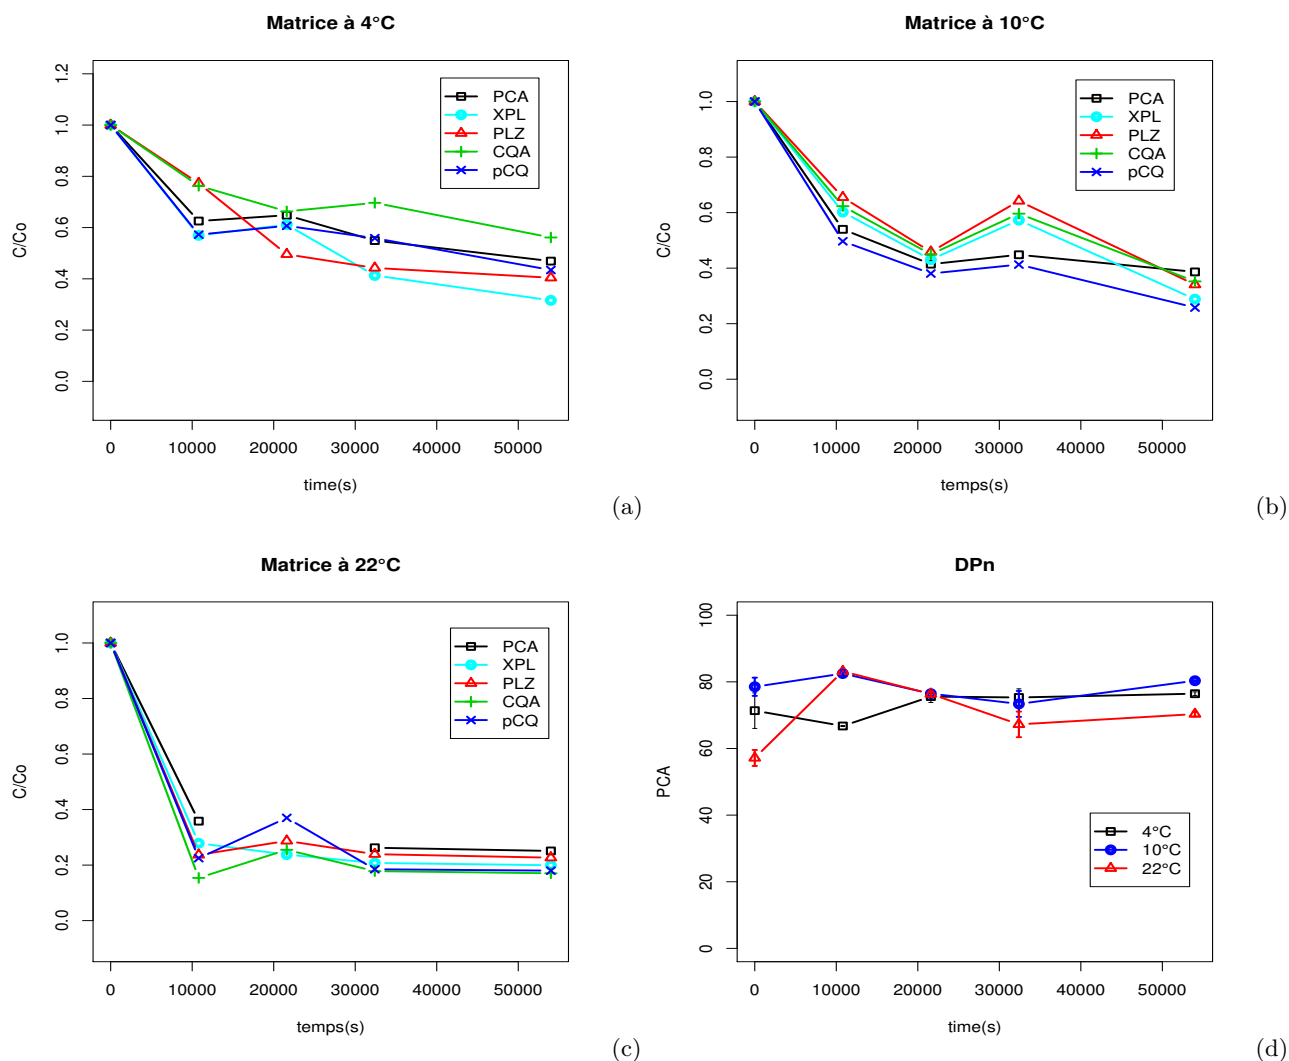 Matrice à 4°C
1.2
1.0
0.8
0.6
0.4
0.2
0.0
C/Co
PCA
XPL
PLZ
CQA
pCQ
0 10000 20000 30000 40000 50000
time(s)
(a)
Matrice à 10°C
1.0
0.8
0.6
0.4
0.2
0.0
C/Co
PCA
XPL
PLZ
CQA
pCQ
0 10000 20000 30000 40000 50000
temps(s)
(b)
Matrice à 22°C
1.0
0.8
0.6
0.4
0.2
0.0
C/Co
PCA
XPL
PLZ
CQA
pCQ
0 10000 20000 30000 40000 50000
temps(s)
(c)
DPn
100
80
60
40
20
0
PCA
4°C
10°C
22°C
0 10000 20000 30000 40000 50000
time(s)
(d)